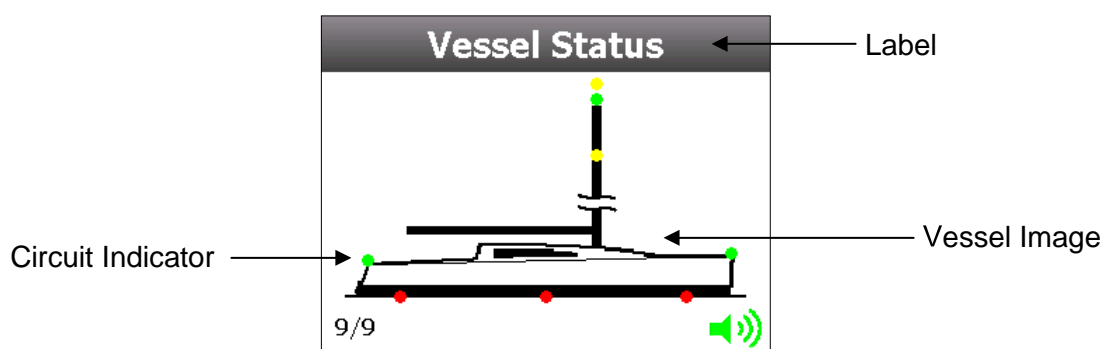 Vessel Status
Label
Circuit Indicator
Vessel Image
9/9